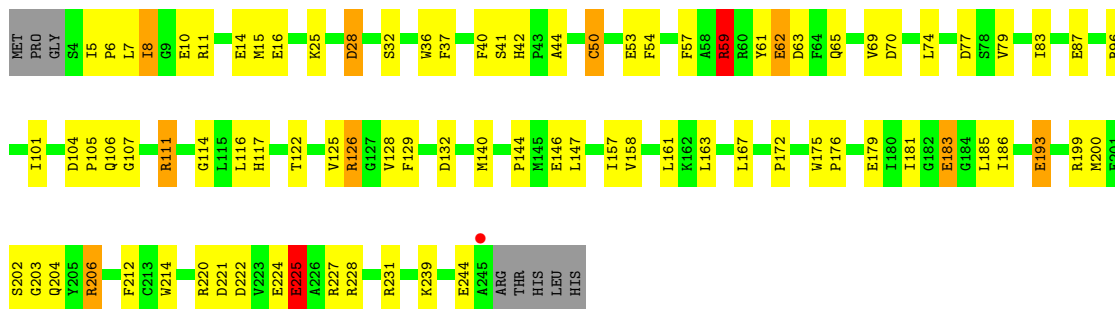 MET PRO GLY S4 I5 P6 L7 I8 G9 E10 R11 E14 M15 E16 K25 D28 S32 W36 F37 F40 S41 H42 P43 A44 C50 E53 F54 F57 A58 R59 R60 Y61 E62 D63 F64 Q65 V69 D70 L74 D77 S78 V79 I83 E87
I101 D104 P105 Q106 G107 R111 G114 L115 L116 H117 T122 V125 R126 G127 V128 F129 D132 M140 P144 M145 E146 L147 I157 V158 L161 K162 L163 L167 P172 W175 P176 E179 I180 I181 G182 E183 G184 L185 I186 E193 R199 M200
S202 G203 Q204 Y205 R206 F212 C213 W214 R220 D221 D222 V223 E224 E225 A226 R227 R228 R231 K239 E244 A245 ARG THR HIS LEU HIS